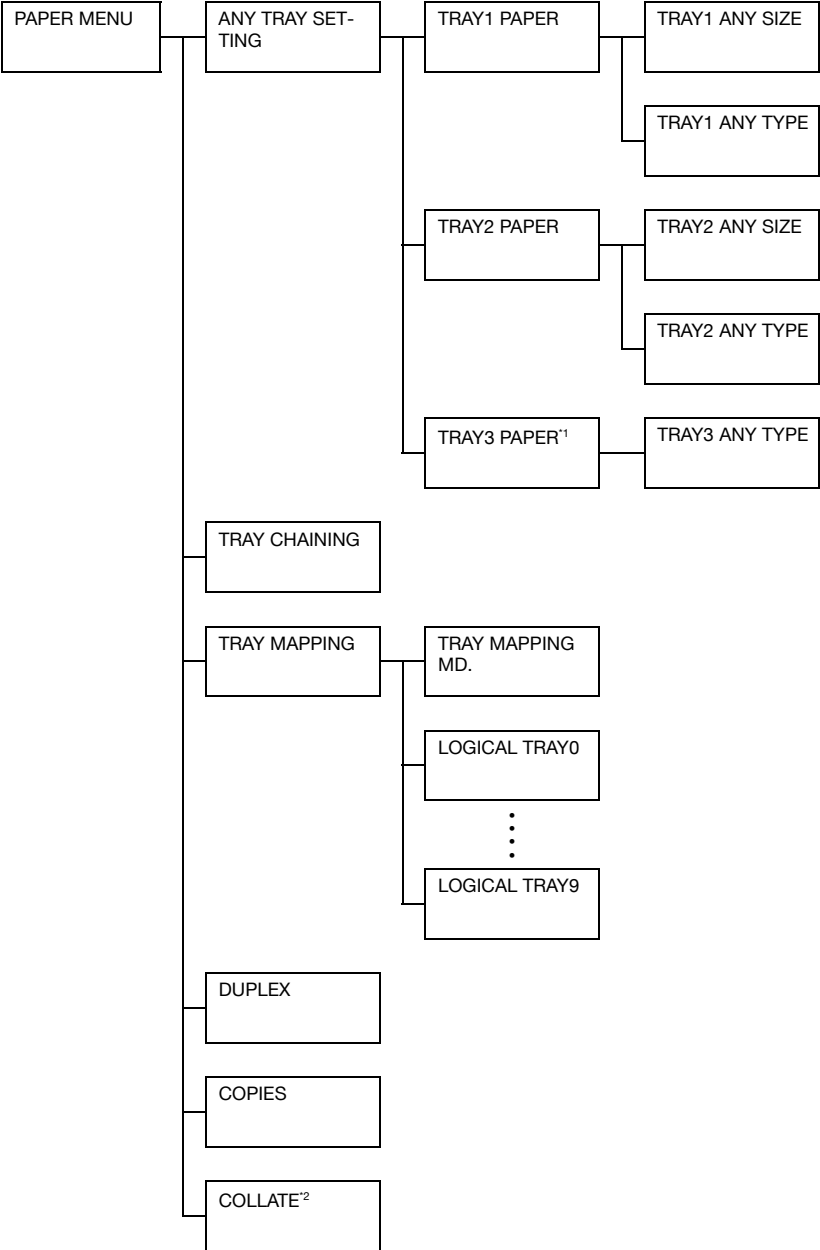 PAPER MENU
ANY TRAY SET-
TING
TRAY1 PAPER
TRAY1 ANY SIZE
TRAY1 ANY TYPE
TRAY2 PAPER
TRAY2 ANY SIZE
TRAY2 ANY TYPE
TRAY3 PAPER*1
TRAY3 ANY TYPE
TRAY CHAINING
TRAY MAPPING
TRAY MAPPING
MD.
LOGICAL TRAY0
LOGICAL TRAY9
DUPLEX
COPIES
COLLATE*2